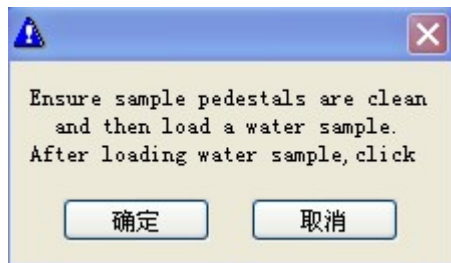 Ensure sample pedestals are clean
and then load a water sample.
After loading water sample,click
确定 取消